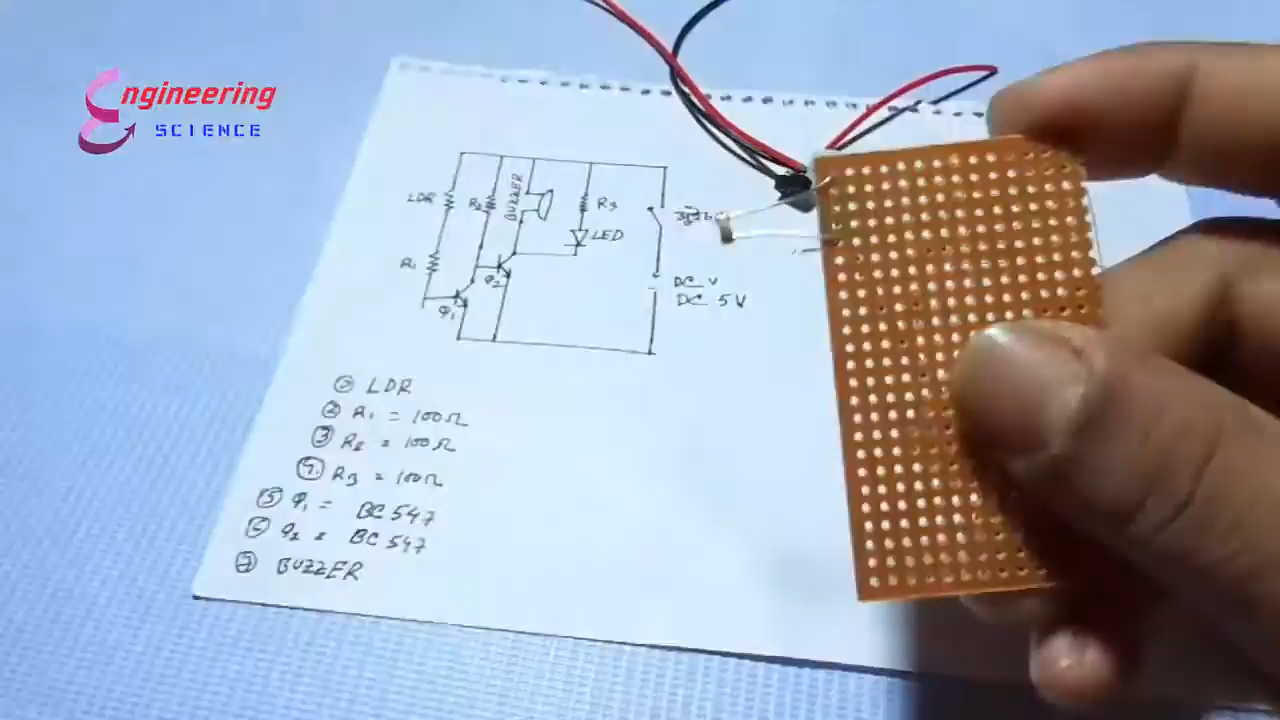 Engineering
SCIENCE
LDR
R2
BUZZER
R3
LED
R1
Q2
Q1
DC V
DC 5V
① LDR
② R1 = 100Ω
③ R2 = 100Ω
④ R3 = 100Ω
⑤ Q1 = BC547
⑥ Q2 = BC547
⑦ BUZZER